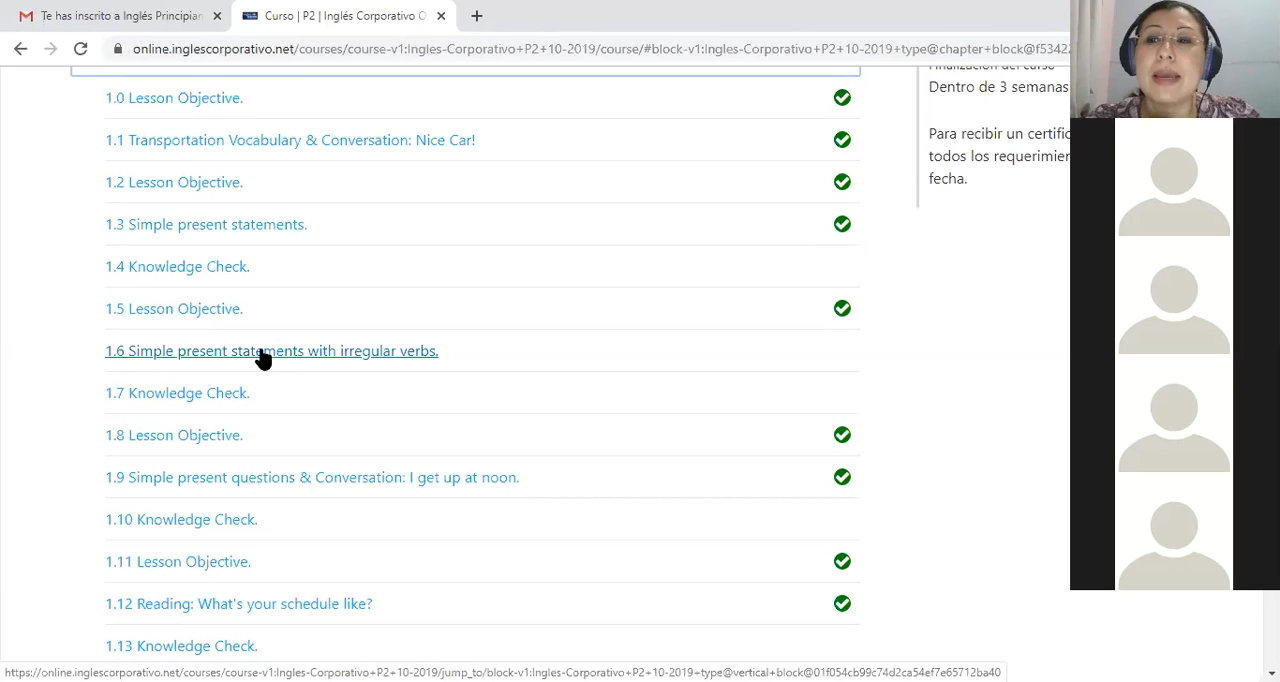 Te has inscrito a Inglés Principian
Curso | P2 | Inglés Corporativo O
online.inglescorporativo.net/courses/course-v1:Ingles-Corporativo+P2+10-2019/course/#block-v1:Ingles-Corporativo+P2+10-2019+type@chapter+block@f5342
Finalización del curso
Dentro de 3 semanas
Para recibir un certific
todos los requerimie
fecha.
1.0 Lesson Objective.
1.1 Transportation Vocabulary & Conversation: Nice Car!
1.2 Lesson Objective.
1.3 Simple present statements.
1.4 Knowledge Check.
1.5 Lesson Objective.
1.6 Simple present statements with irregular verbs.
1.7 Knowledge Check.
1.8 Lesson Objective.
1.9 Simple present questions & Conversation: I get up at noon.
1.10 Knowledge Check.
1.11 Lesson Objective.
1.12 Reading: What's your schedule like?
1.13 Knowledge Check.
https://online.inglescorporativo.net/courses/course-v1:Ingles-Corporativo+P2+10-2019/jump_to/block-v1:Ingles-Corporativo+P2+10-2019+type@vertical+block@01f054cb99c74d2ca54ef7e65712ba40